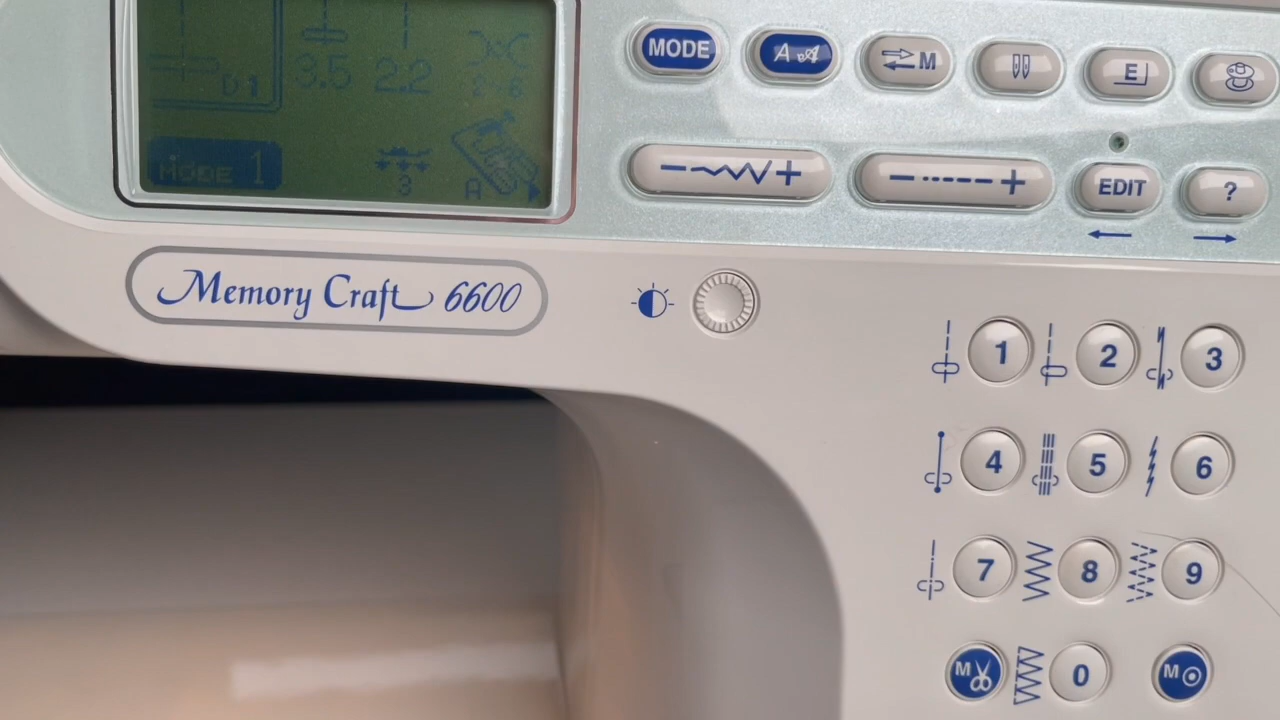 01 3.5 2.2 2-6
MODE 1 3 A
MODE A A M E
EDIT ?
Memory Craft 6600
1 2 3
4 5 6
7 8 9
M 0 M